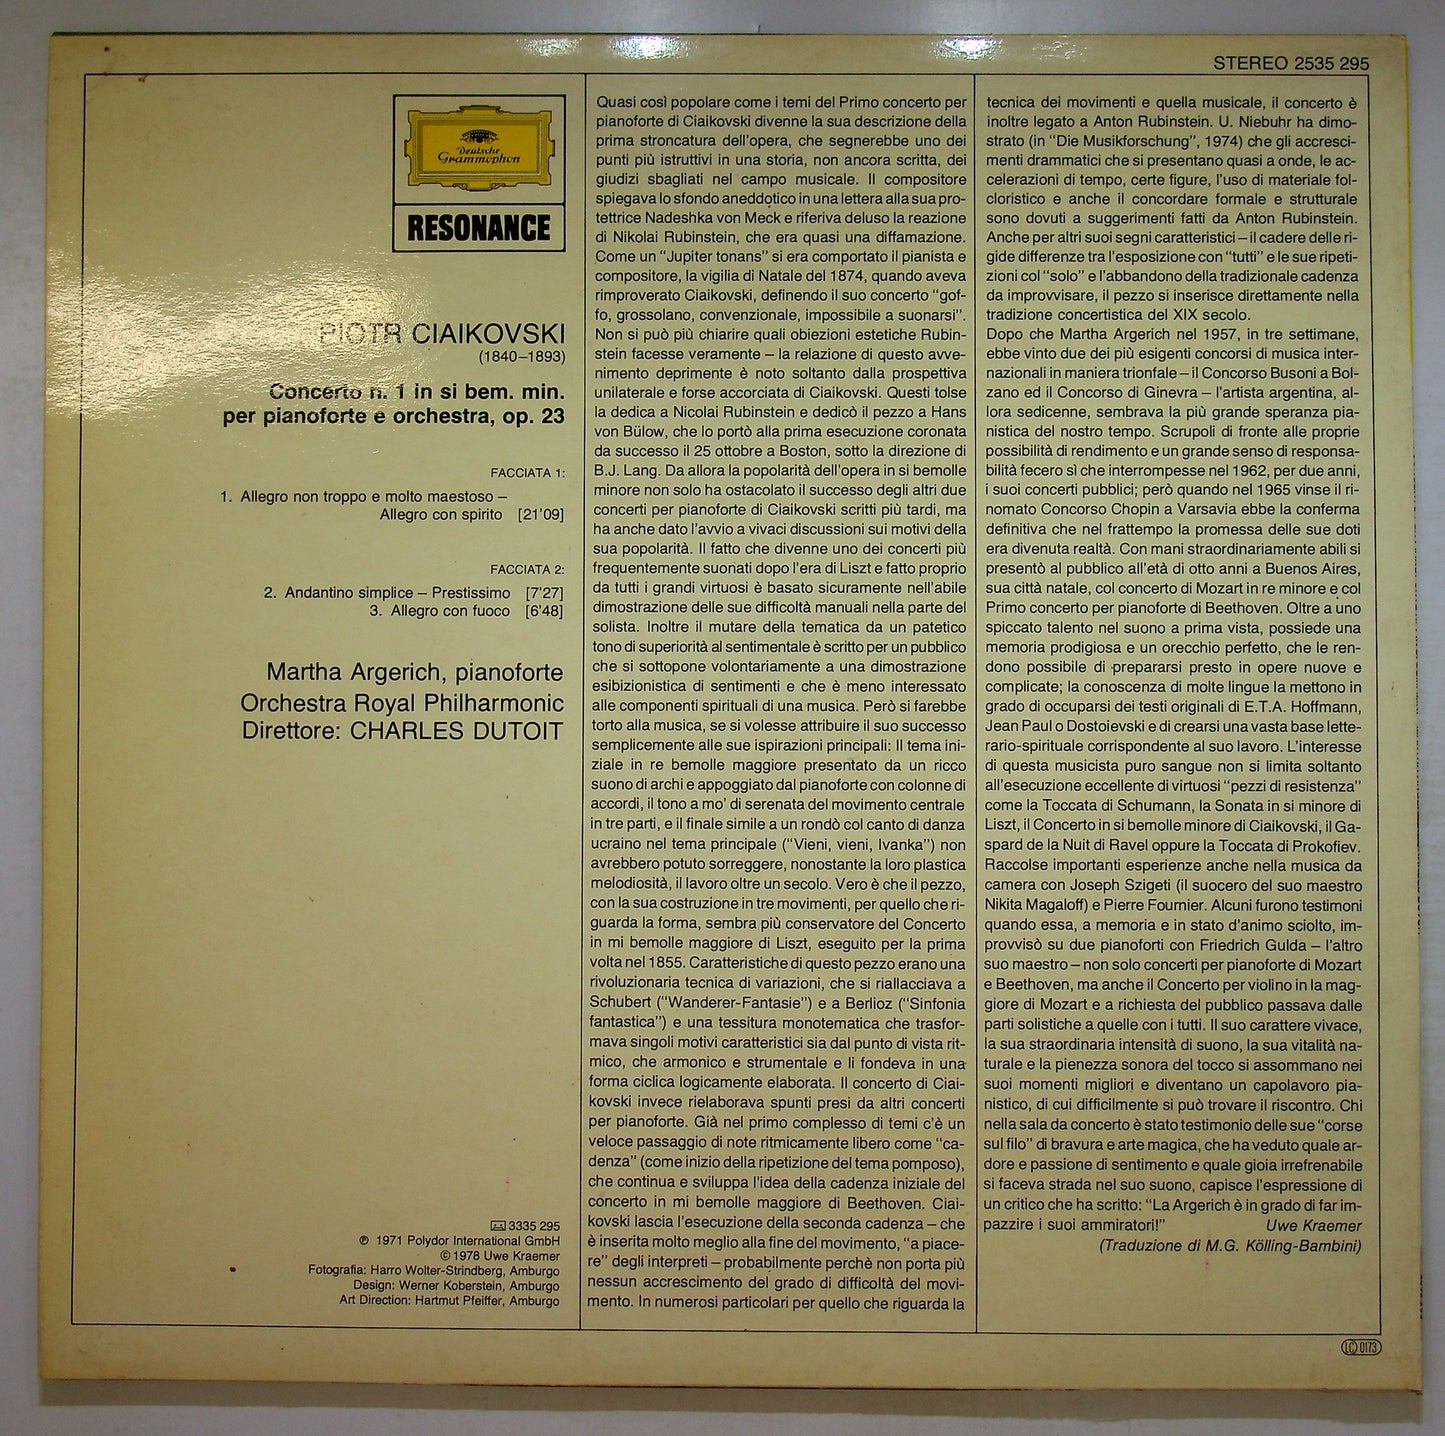 STEREO 2535 295
Deutsche
Grammophon
RESONANCE
PIOTR CIAIKOVSKI
(1840–1893)
Concerto n. 1 in si bem. min.
per pianoforte e orchestra, op. 23
FACCIATA 1:
1. Allegro non troppo e molto maestoso –
Allegro con spirito [21'09]
FACCIATA 2:
2. Andantino simplice – Prestissimo [7'27]
3. Allegro con fuoco [6'48]
Martha Argerich, pianoforte
Orchestra Royal Philharmonic
Direttore: CHARLES DUTOIT
3335 295
℗ 1971 Polydor International GmbH
© 1978 Uwe Kraemer
Fotografia: Harro Wolter-Strindberg, Amburgo
Design: Werner Koberstein, Amburgo
Art Direction: Hartmut Pfeiffer, Amburgo
Quasi così popolare come i temi del Primo concerto per
pianoforte di Ciaikovski divenne la sua descrizione della
prima stroncatura dell'opera, che segnerebbe uno dei
punti più istruttivi in una storia, non ancora scritta, dei
giudizi sbagliati nel campo musicale. Il compositore
spiegava lo sfondo aneddotico in una lettera alla sua pro-
tettrice Nadeshka von Meck e riferiva deluso la reazione
di Nikolai Rubinstein, che era quasi una diffamazione.
Come un "Jupiter tonans" si era comportato il pianista e
compositore, la vigilia di Natale del 1874, quando aveva
rimproverato Ciaikovski, definendo il suo concerto "gof-
fo, grossolano, convenzionale, impossibile a suonarsi".
Non si può più chiarire quali obiezioni estetiche Rubin-
stein facesse veramente – la relazione di questo avve-
nimento deprimente è noto soltanto dalla prospettiva
unilaterale e forse accorciata di Ciaikovski. Questi tolse
la dedica a Nicolai Rubinstein e dedicò il pezzo a Hans
von Bülow, che lo portò alla prima esecuzione coronata
da successo il 25 ottobre a Boston, sotto la direzione di
B.J. Lang. Da allora la popolarità dell'opera in si bemolle
minore non solo ha ostacolato il successo degli altri due
concerti per pianoforte di Ciaikovski scritti più tardi, ma
ha anche dato l'avvio a vivaci discussioni sui motivi della
sua popolarità. Il fatto che divenne uno dei concerti più
frequentemente suonati dopo l'era di Liszt e fatto proprio
da tutti i grandi virtuosi è basato sicuramente nell'abile
dimostrazione delle sue difficoltà manuali nella parte del
solista. Inoltre il mutare della tematica da un patetico
tono di superiorità al sentimentale è scritto per un pubblico
che si sottopone volontariamente a una dimostrazione
esibizionistica di sentimenti e che è meno interessato
alle componenti spirituali di una musica. Però si farebbe
torto alla musica, se si volesse attribuire il suo successo
semplicemente alle sue ispirazioni principali: Il tema ini-
ziale in re bemolle maggiore presentato da un ricco
suono di archi e appoggiato dal pianoforte con colonne di
accordi, il tono a mo' di serenata del movimento centrale
in tre parti, e il finale simile a un rondò col canto di danza
ucraino nel tema principale ("Vieni, vieni, Ivanka") non
avrebbero potuto sorreggere, nonostante la loro plastica
melodiosità, il lavoro oltre un secolo. Vero è che il pezzo,
con la sua costruzione in tre movimenti, per quello che ri-
guarda la forma, sembra più conservatore del Concerto
in mi bemolle maggiore di Liszt, eseguito per la prima
volta nel 1855. Caratteristiche di questo pezzo erano una
rivoluzionaria tecnica di variazioni, che si riallacciava a
Schubert ("Wanderer-Fantasie") e a Berlioz ("Sinfonia
fantastica") e una tessitura monotematica che trasfor-
mava singoli motivi caratteristici sia dal punto di vista rit-
mico, che armonico e strumentale e li fondeva in una
forma ciclica logicamente elaborata. Il concerto di Ciai-
kovski invece rielaborava spunti presi da altri concerti
per pianoforte. Già nel primo complesso di temi c'è un
veloce passaggio di note ritmicamente libero come "ca-
denza" (come inizio della ripetizione del tema pomposo),
che continua e sviluppa l'idea della cadenza iniziale del
concerto in mi bemolle maggiore di Beethoven. Ciai-
kovski lascia l'esecuzione della seconda cadenza – che
è inserita molto meglio alla fine del movimento, "a piace-
re" degli interpreti – probabilmente perchè non porta più
nessun accrescimento del grado di difficoltà del movi-
mento. In numerosi particolari per quello che riguarda la
tecnica dei movimenti e quella musicale, il concerto è
inoltre legato a Anton Rubinstein. U. Niebuhr ha dimo-
strato (in "Die Musikforschung", 1974) che gli accresci-
menti drammatici che si presentano quasi a onde, le ac-
celerazioni di tempo, certe figure, l'uso di materiale fol-
cloristico e anche il concordare formale e strutturale
sono dovuti a suggerimenti fatti da Anton Rubinstein.
Anche per altri suoi segni caratteristici – il cadere delle ri-
gide differenze tra l'esposizione con "tutti" e le sue ripeti-
zioni col "solo" e l'abbandono della tradizionale cadenza
da improvvisare, il pezzo si inserisce direttamente nella
tradizione concertistica del XIX secolo.
Dopo che Martha Argerich nel 1957, in tre settimane,
ebbe vinto due dei più esigenti concorsi di musica inter-
nazionali in maniera trionfale – il Concorso Busoni a Bol-
zano ed il Concorso di Ginevra – l'artista argentina, al-
lora sedicenne, sembrava la più grande speranza pia-
nistica del nostro tempo. Scrupoli di fronte alle proprie
possibilità di rendimento e un grande senso di responsa-
bilità fecero sì che interrompesse nel 1962, per due anni,
i suoi concerti pubblici; però quando nel 1965 vinse il ri-
nomato Concorso Chopin a Varsavia ebbe la conferma
definitiva che nel frattempo la promessa delle sue doti
era divenuta realtà. Con mani straordinariamente abili si
presentò al pubblico all'età di otto anni a Buenos Aires,
sua città natale, col concerto di Mozart in re minore e col
Primo concerto per pianoforte di Beethoven. Oltre a uno
spiccato talento nel suono a prima vista, possiede una
memoria prodigiosa e un orecchio perfetto, che le ren-
dono possibile di prepararsi presto in opere nuove e
complicate; la conoscenza di molte lingue la mettono in
grado di occuparsi dei testi originali di E.T.A. Hoffmann,
Jean Paul o Dostoievski e di crearsi una vasta base lette-
rario-spirituale corrispondente al suo lavoro. L'interesse
di questa musicista puro sangue non si limita soltanto
all'esecuzione eccellente di virtuosi "pezzi di resistenza"
come la Toccata di Schumann, la Sonata in si minore di
Liszt, il Concerto in si bemolle minore di Ciaikovski, il Ga-
spard de la Nuit di Ravel oppure la Toccata di Prokofiev.
Raccolse importanti esperienze anche nella musica da
camera con Joseph Szigeti (il suocero del suo maestro
Nikita Magaloff) e Pierre Fournier. Alcuni furono testimoni
quando essa, a memoria e in stato d'animo sciolto, im-
provvisò su due pianoforti con Friedrich Gulda – l'altro
suo maestro – non solo concerti per pianoforte di Mozart
e Beethoven, ma anche il Concerto per violino in la mag-
giore di Mozart e a richiesta del pubblico passava dalle
parti solistiche a quelle con i tutti. Il suo carattere vivace,
la sua straordinaria intensità di suono, la sua vitalità na-
turale e la pienezza sonora del tocco si assommano nei
suoi momenti migliori e diventano un capolavoro pia-
nistico, di cui difficilmente si può trovare il riscontro. Chi
nella sala da concerto è stato testimonio delle sue "corse
sul filo" di bravura e arte magica, che ha veduto quale ar-
dore e passione di sentimento e quale gioia irrefrenabile
si faceva strada nel suo suono, capisce l'espressione di
un critico che ha scritto: "La Argerich è in grado di far im-
pazzire i suoi ammiratori!" Uwe Kraemer
(Traduzione di M.G. Kölling-Bambini)
LC 0173